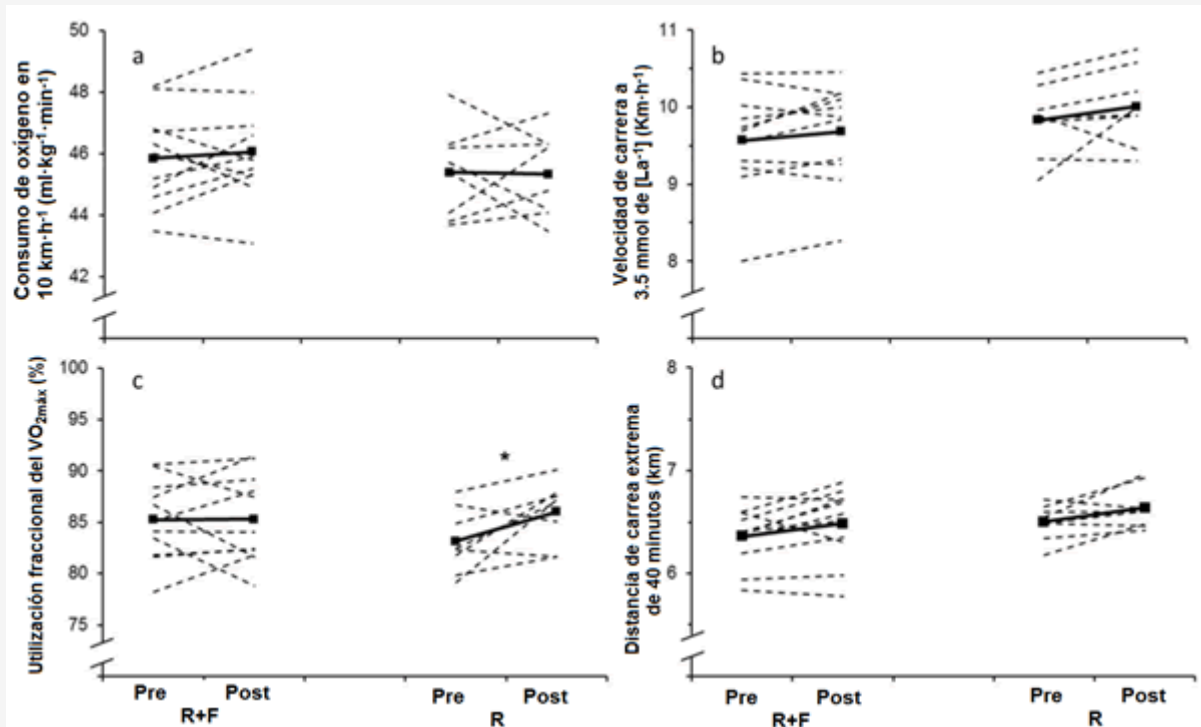 a
Consumo de oxígeno en
10 km·h⁻¹ (ml·kg⁻¹·min⁻¹)
50
48
46
44
42
b
Velocidad de carrera a
3.5 mmol de [La⁻¹] (Km·h⁻¹)
11
10
9
8
c
Utilización fraccional del VO₂máx (%)
100
95
90
85
80
75
*
Pre Post
R+F
Pre Post
R
d
Distancia de carrea extrema
de 40 minutos (km)
8
7
6
Pre Post
R+F
Pre Post
R